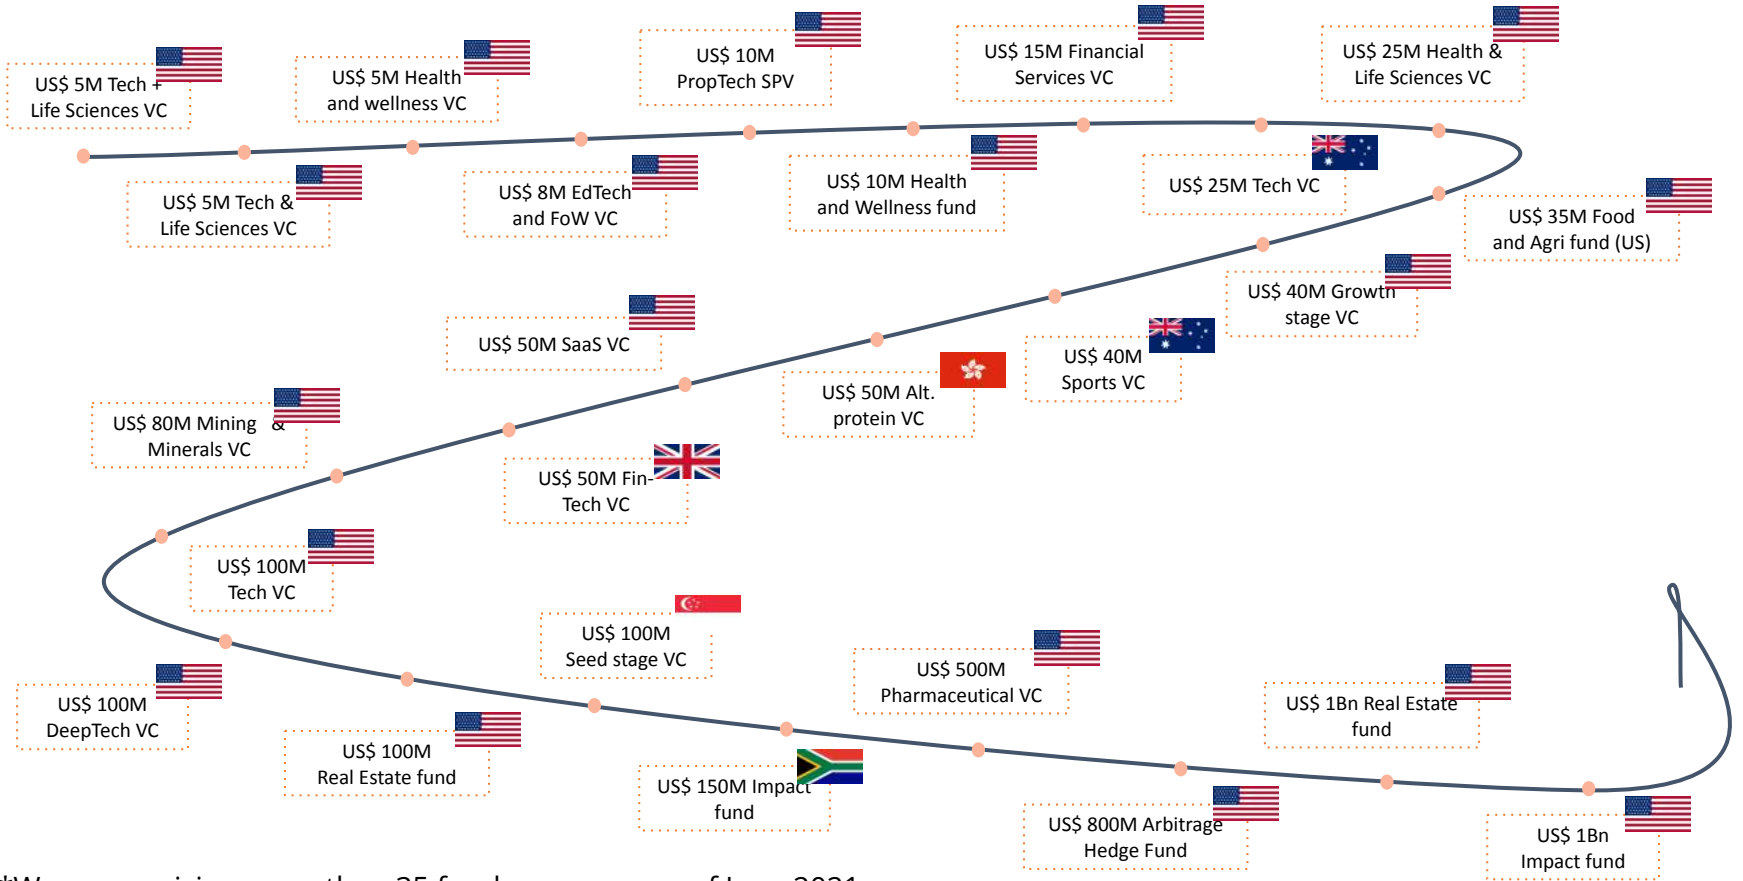 US$ 5M Tech +
Life Sciences VC
US$ 5M Tech &
Life Sciences VC
US$ 5M Health
and wellness VC
US$ 8M EdTech
and FoW VC
US$ 10M
PropTech SPV
US$ 10M Health
and Wellness fund
US$ 15M Financial
Services VC
US$ 25M Tech VC
US$ 25M Health &
Life Sciences VC
US$ 35M Food
and Agri fund (US)
US$ 40M Growth
stage VC
US$ 40M
Sports VC
US$ 50M Alt.
protein VC
US$ 50M SaaS VC
US$ 50M Fin-
Tech VC
US$ 80M Mining &
Minerals VC
US$ 100M
Tech VC
US$ 100M
DeepTech VC
US$ 100M
Real Estate fund
US$ 100M
Seed stage VC
US$ 150M Impact
fund
US$ 500M
Pharmaceutical VC
US$ 800M Arbitrage
Hedge Fund
US$ 1Bn Real Estate
fund
US$ 1Bn
Impact fund